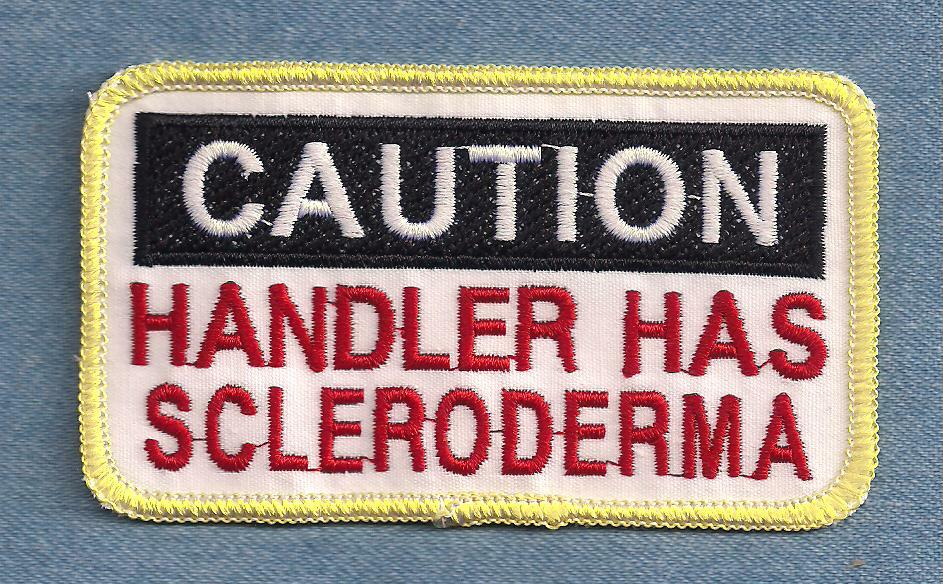 CAUTION
HANDLER HAS
SCLERODERMA